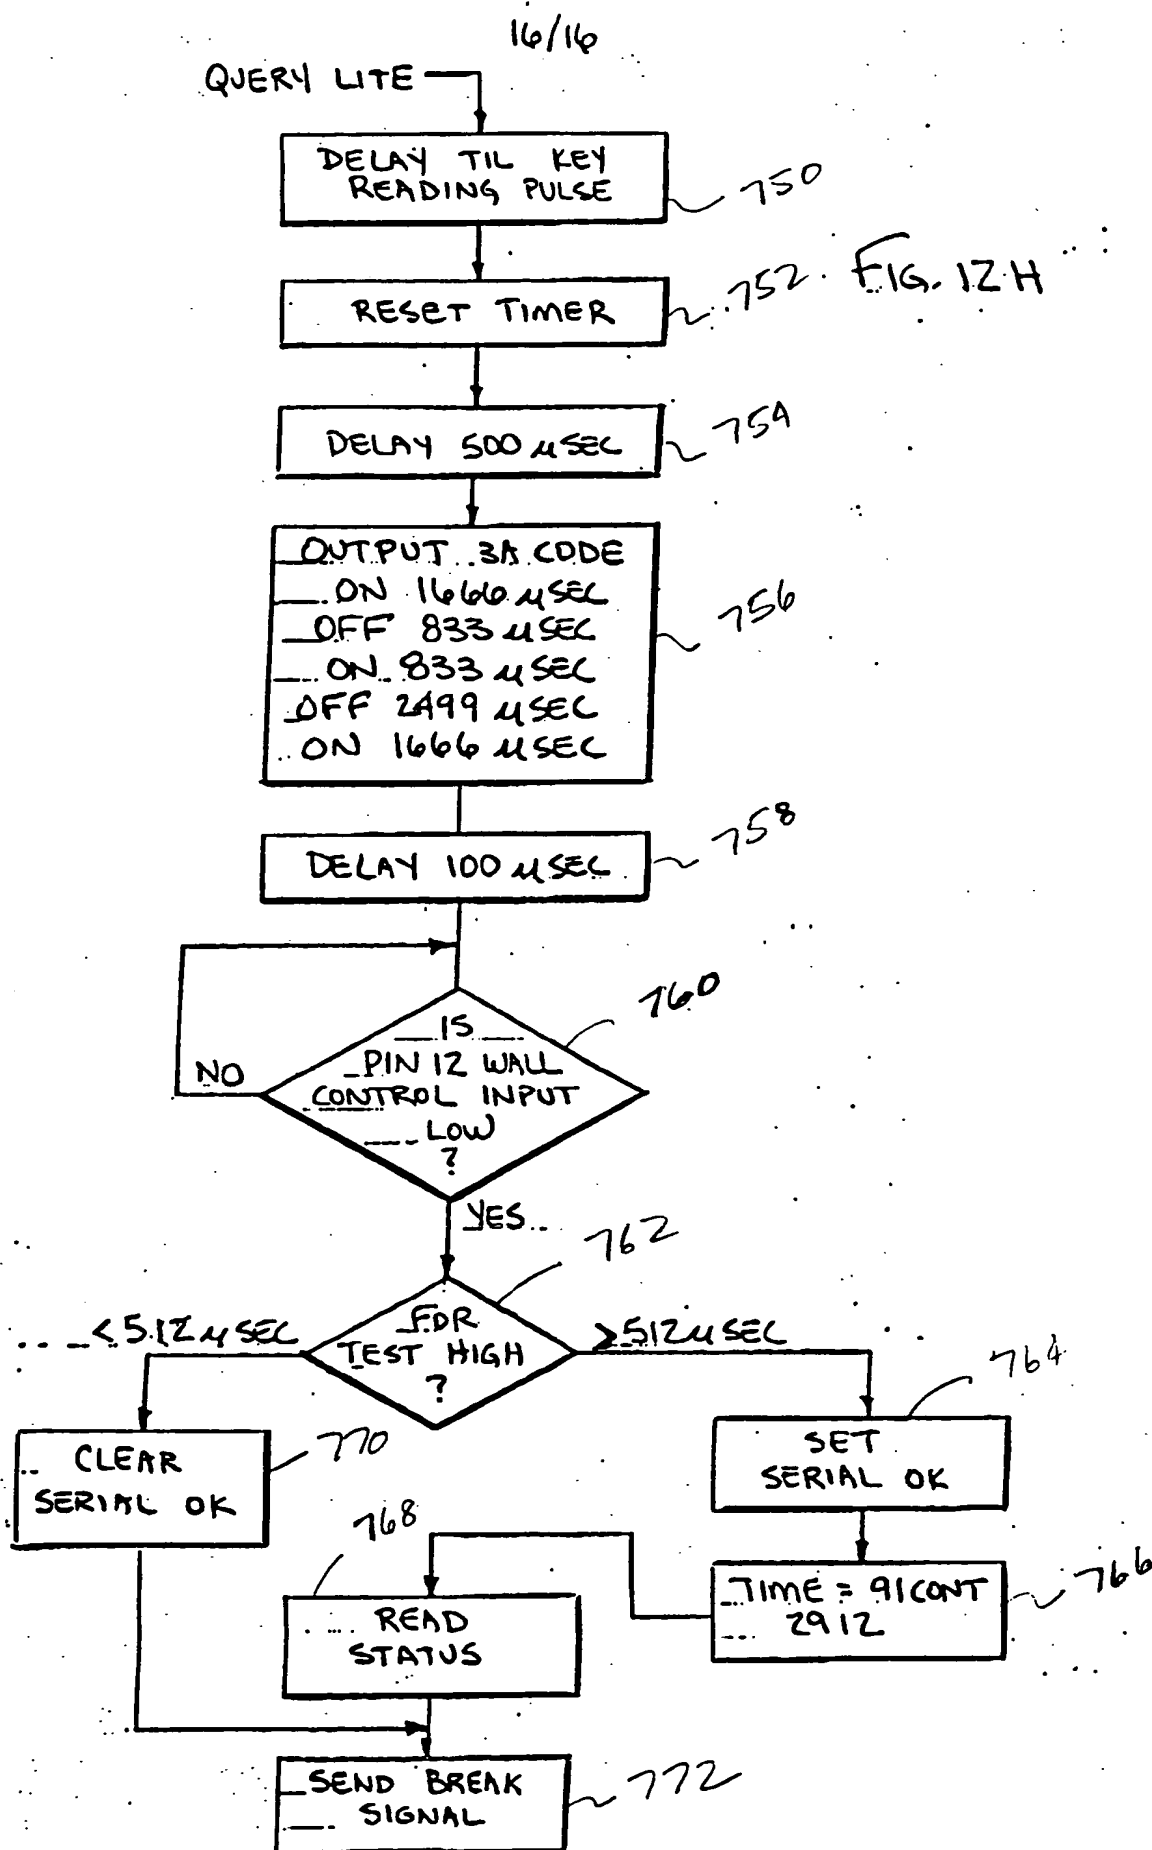 16/16
QUERY LITE
DELAY TIL KEY
READING PULSE
750
RESET TIMER
752
FIG. 12H
DELAY 500 μSEC
754
OUTPUT 3A CODE
ON 1666 μSEC
OFF 833 μSEC
ON 833 μSEC
OFF 2499 μSEC
ON 1666 μSEC
756
DELAY 100 μSEC
758
IS
PIN 12 WALL
CONTROL INPUT
LOW
?
760
NO
YES
762
FDR
TEST HIGH
?
<512 μSEC
>512 μSEC
764
SET
SERIAL OK
CLEAR
SERIAL OK
770
768
READ
STATUS
TIME = 91CONT
2912
766
SEND BREAK
SIGNAL
772